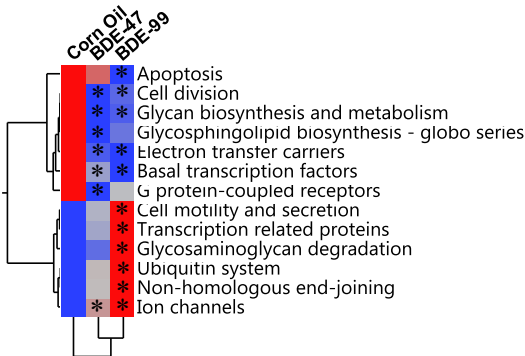 Corn Oil
BDE-47
BDE-99
* Apoptosis
* * Cell division
* * Glycan biosynthesis and metabolism
* Glycosphingolipid biosynthesis - globo series
* * Electron transfer carriers
* * Basal transcription factors
* G protein-coupled receptors
* Cell motility and secretion
* Transcription related proteins
* Glycosaminoglycan degradation
* Ubiquitin system
* Non-homologous end-joining
* * Ion channels